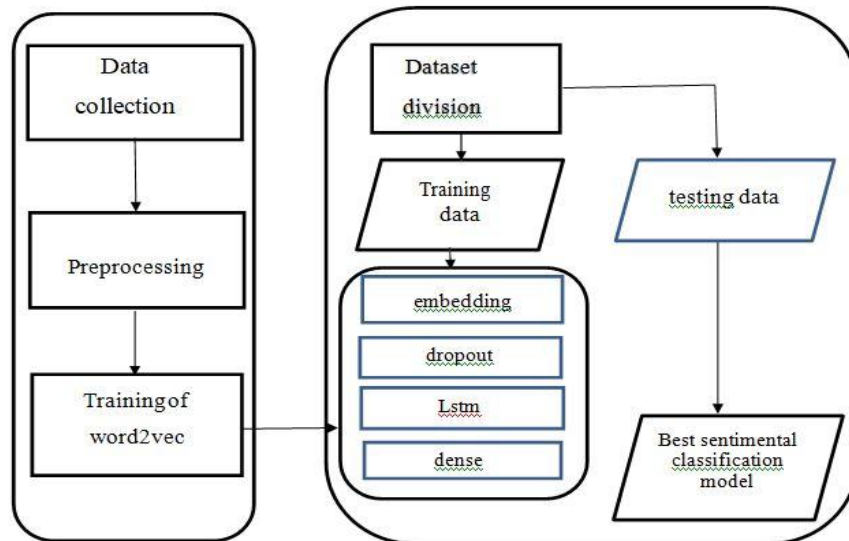 Data
collection
Preprocessing
Training of
word2vec
Dataset
division
Training
data
embedding
dropout
Lstm
dense
testing data
Best sentimental
classification
model